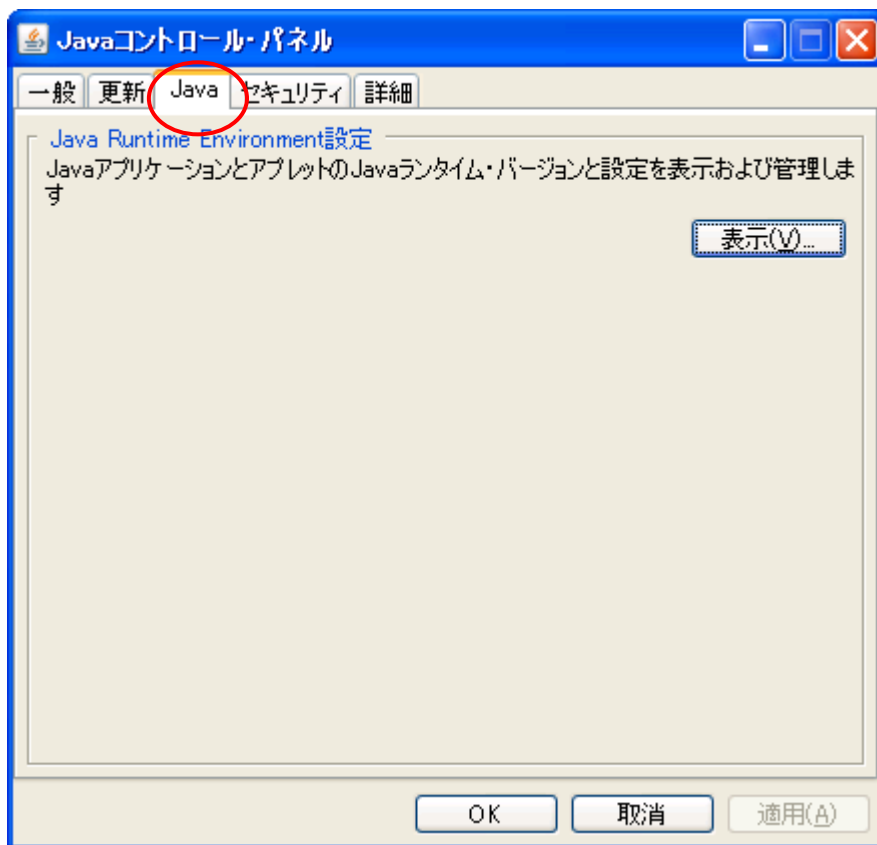 Javaコントロール・パネル
一般 更新 Java セキュリティ 詳細
Java Runtime Environment設定
JavaアプリケーションとアプレットのJavaランタイム・バージョンと設定を表示および管理しま
す
表示(V)...
OK 取消 適用(A)